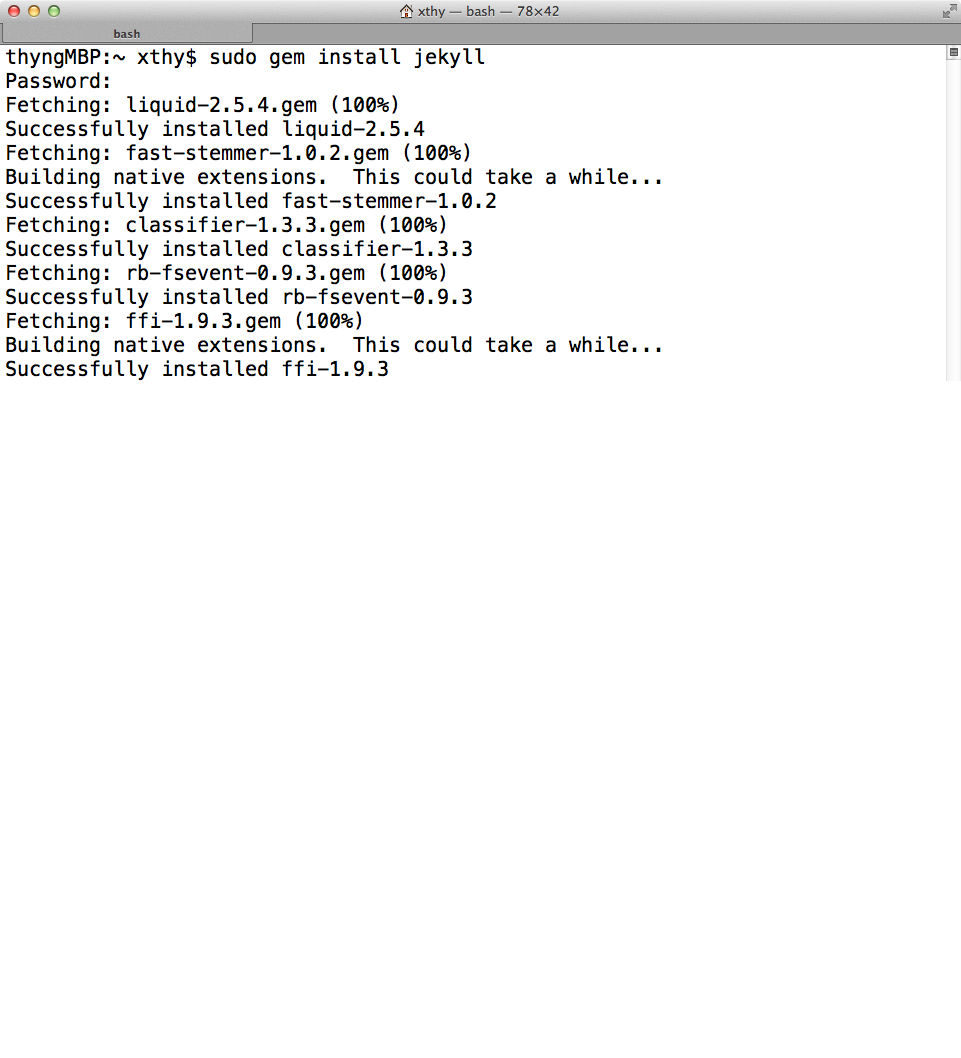 xthy — bash — 78×42
bash
thyngMBP:~ xthy$ sudo gem install jekyll
Password:
Fetching: liquid-2.5.4.gem (100%)
Successfully installed liquid-2.5.4
Fetching: fast-stemmer-1.0.2.gem (100%)
Building native extensions.  This could take a while...
Successfully installed fast-stemmer-1.0.2
Fetching: classifier-1.3.3.gem (100%)
Successfully installed classifier-1.3.3
Fetching: rb-fsevent-0.9.3.gem (100%)
Successfully installed rb-fsevent-0.9.3
Fetching: ffi-1.9.3.gem (100%)
Building native extensions.  This could take a while...
Successfully installed ffi-1.9.3